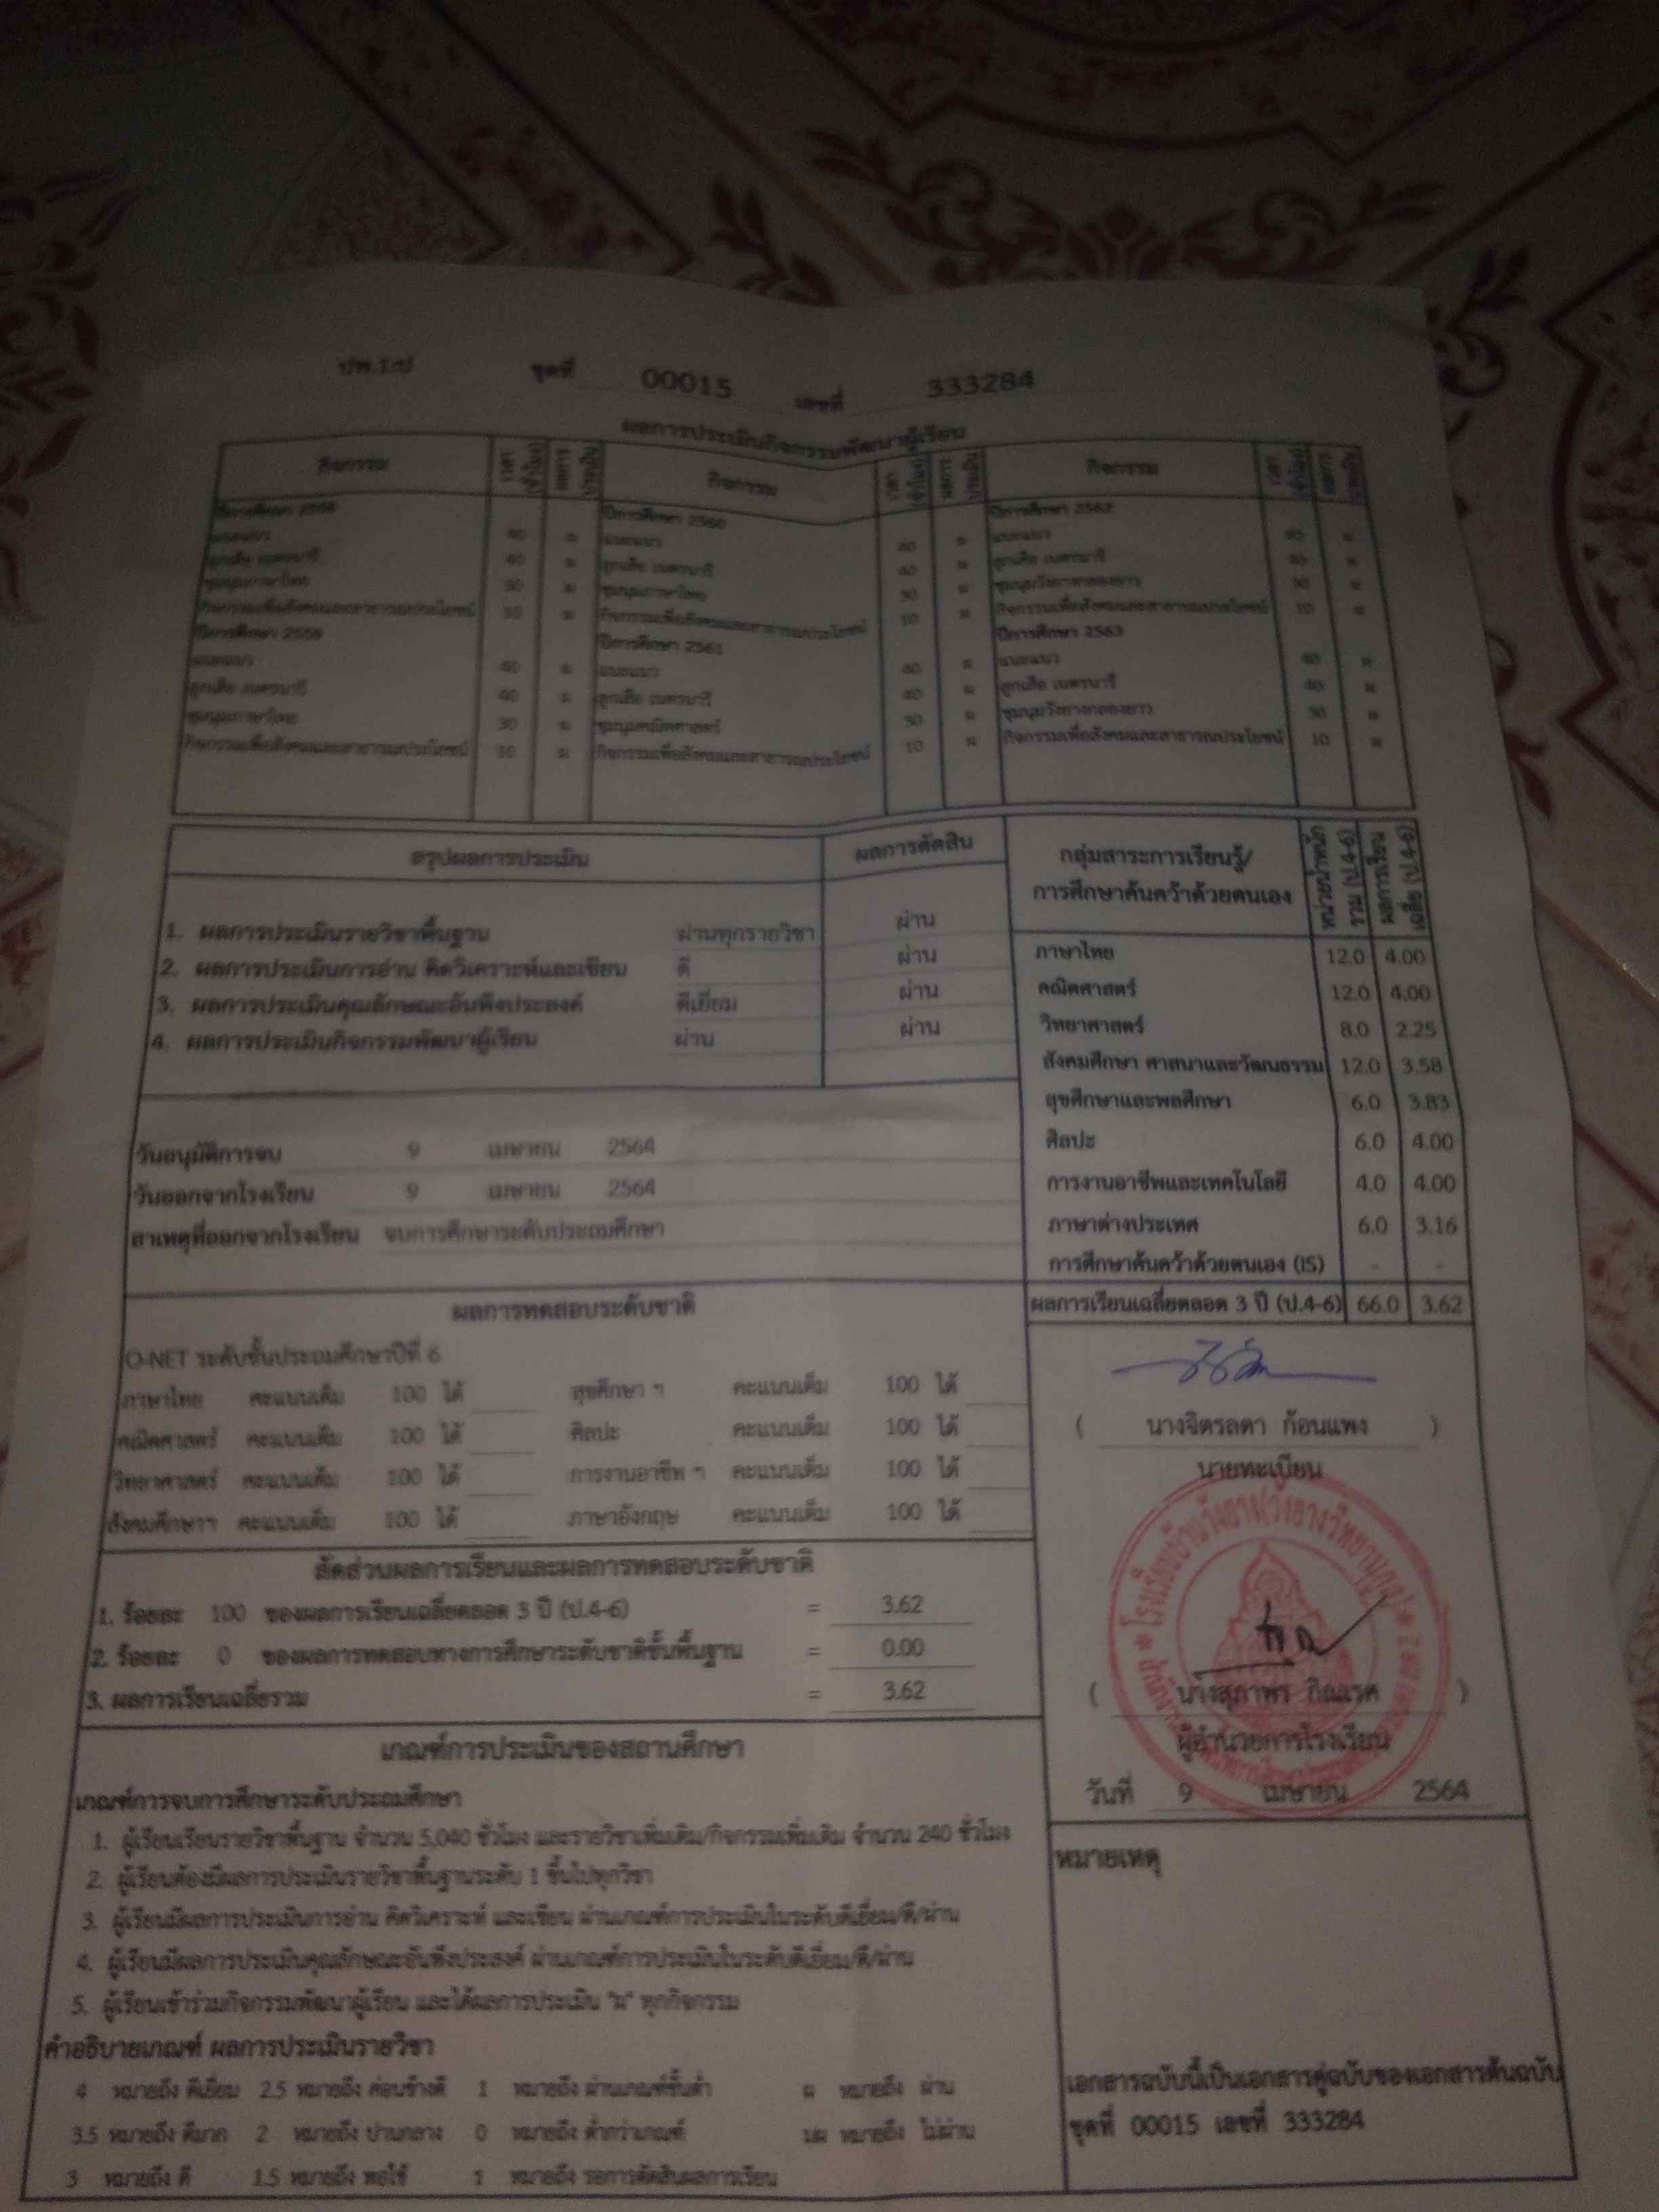 ปพ.1:ป ชุดที่ 00015 เลขที่ 333284
ผลการประเมินกิจกรรมพัฒนาผู้เรียน
กิจกรรม เวลา (ชั่วโมง) ผลการประเมิน กิจกรรม เวลา (ชั่วโมง) ผลการประเมิน กิจกรรม เวลา (ชั่วโมง) ผลการประเมิน
ปีการศึกษา ปีการศึกษา 2560 ปีการศึกษา 2562
แนะแนว 40 ผ แนะแนว 40 ผ แนะแนว 40 ผ
ลูกเสือ เนตรนารี 40 ผ ลูกเสือ เนตรนารี 40 ผ ลูกเสือ เนตรนารี 40 ผ
ชุมนุมภาษาไทย 30 ผ ชุมนุมภาษาไทย 30 ผ ชุมนุมวังยางกลองยาว 30 ผ
กิจกรรมเพื่อสังคมและสาธารณประโยชน์ 10 ผ กิจกรรมเพื่อสังคมและสาธารณประโยชน์ 10 ผ กิจกรรมเพื่อสังคมและสาธารณประโยชน์ 10 ผ
ปีการศึกษา 2559 ปีการศึกษา 2561 ปีการศึกษา 2563
แนะแนว 40 ผ แนะแนว 40 ผ แนะแนว 40 ผ
ลูกเสือ เนตรนารี 40 ผ ลูกเสือ เนตรนารี 40 ผ ลูกเสือ เนตรนารี 40 ผ
ชุมนุมภาษาไทย 30 ผ ชุมนุมคณิตศาสตร์ 30 ผ ชุมนุมวังยางกลองยาว 30 ผ
กิจกรรมเพื่อสังคมและสาธารณประโยชน์ 10 ผ กิจกรรมเพื่อสังคมและสาธารณประโยชน์ 10 ผ กิจกรรมเพื่อสังคมและสาธารณประโยชน์ 10 ผ
สรุปผลการประเมิน ผลการตัดสิน
1. ผลการประเมินรายวิชาพื้นฐาน ผ่านทุกรายวิชา ผ่าน
2. ผลการประเมินการอ่าน คิดวิเคราะห์และเขียน ดี ผ่าน
3. ผลการประเมินคุณลักษณะอันพึงประสงค์ ดีเยี่ยม ผ่าน
4. ผลการประเมินกิจกรรมพัฒนาผู้เรียน ผ่าน ผ่าน
วันอนุมัติการจบ 9 เมษายน 2564
วันออกจากโรงเรียน 9 เมษายน 2564
สาเหตุที่ออกจากโรงเรียน จบการศึกษาระดับประถมศึกษา
กลุ่มสาระการเรียนรู้/
การศึกษาค้นคว้าด้วยตนเอง
หน่วยน้ำหนัก
รวม (ป.4-6)
ผลการเรียน
เฉลี่ย (ป.4-6)
ภาษาไทย 12.0 4.00
คณิตศาสตร์ 12.0 4.00
วิทยาศาสตร์ 8.0 2.25
สังคมศึกษา ศาสนาและวัฒนธรรม 12.0 3.58
สุขศึกษาและพลศึกษา 6.0 3.83
ศิลปะ 6.0 4.00
การงานอาชีพและเทคโนโลยี 4.0 4.00
ภาษาต่างประเทศ 6.0 3.16
การศึกษาค้นคว้าด้วยตนเอง (IS) - -
ผลการเรียนเฉลี่ยตลอด 3 ปี (ป.4-6) 66.0 3.62
ผลการทดสอบระดับชาติ
O-NET ระดับชั้นประถมศึกษาปีที่ 6
ภาษาไทย คะแนนเต็ม 100 ได้ สุขศึกษา ฯ คะแนนเต็ม 100 ได้
คณิตศาสตร์ คะแนนเต็ม 100 ได้ ศิลปะ คะแนนเต็ม 100 ได้
วิทยาศาสตร์ คะแนนเต็ม 100 ได้ การงานอาชีพ ฯ คะแนนเต็ม 100 ได้
สังคมศึกษาฯ คะแนนเต็ม 100 ได้ ภาษาอังกฤษ คะแนนเต็ม 100 ได้
สัดส่วนผลการเรียนและผลการทดสอบระดับชาติ
1. ร้อยละ 100 ของผลการเรียนเฉลี่ยตลอด 3 ปี (ป.4-6) = 3.62
2. ร้อยละ 0 ของผลการทดสอบทางการศึกษาระดับชาติขั้นพื้นฐาน = 0.00
3. ผลการเรียนเฉลี่ยรวม = 3.62
( นางจิตรลดา ก้อนแพง )
นายทะเบียน
โรงเรียนบ้านวังยาง(วังยางวิทยานุกูล)
( นางสุภาพร กิณเรศ )
ผู้อำนวยการโรงเรียน
วันที่ 9 เมษายน 2564
เกณฑ์การประเมินของสถานศึกษา
เกณฑ์การจบการศึกษาระดับประถมศึกษา
1. ผู้เรียนเรียนรายวิชาพื้นฐาน จำนวน 5,040 ชั่วโมง และรายวิชาเพิ่มเติม/กิจกรรมเพิ่มเติม จำนวน 240 ชั่วโมง
2. ผู้เรียนต้องมีผลการประเมินรายวิชาพื้นฐานระดับ 1 ขึ้นไปทุกวิชา
3. ผู้เรียนมีผลการประเมินการอ่าน คิดวิเคราะห์ และเขียน ผ่านเกณฑ์การประเมินในระดับดีเยี่ยม/ดี/ผ่าน
4. ผู้เรียนมีผลการประเมินคุณลักษณะอันพึงประสงค์ ผ่านเกณฑ์การประเมินในระดับดีเยี่ยม/ดี/ผ่าน
5. ผู้เรียนเข้าร่วมกิจกรรมพัฒนาผู้เรียน และได้ผลการประเมิน "ผ" ทุกกิจกรรม
คำอธิบายเกณฑ์ ผลการประเมินรายวิชา
4 หมายถึง ดีเยี่ยม 2.5 หมายถึง ค่อนข้างดี 1 หมายถึง ผ่านเกณฑ์ขั้นต่ำ ผ หมายถึง ผ่าน
3.5 หมายถึง ดีมาก 2 หมายถึง ปานกลาง 0 หมายถึง ต่ำกว่าเกณฑ์ มผ หมายถึง ไม่ผ่าน
3 หมายถึง ดี 1.5 หมายถึง พอใช้ ร หมายถึง รอการตัดสินผลการเรียน
หมายเหตุ
เอกสารฉบับนี้เป็นเอกสารคู่ฉบับของเอกสารต้นฉบับ
ชุดที่ 00015 เลขที่ 333284